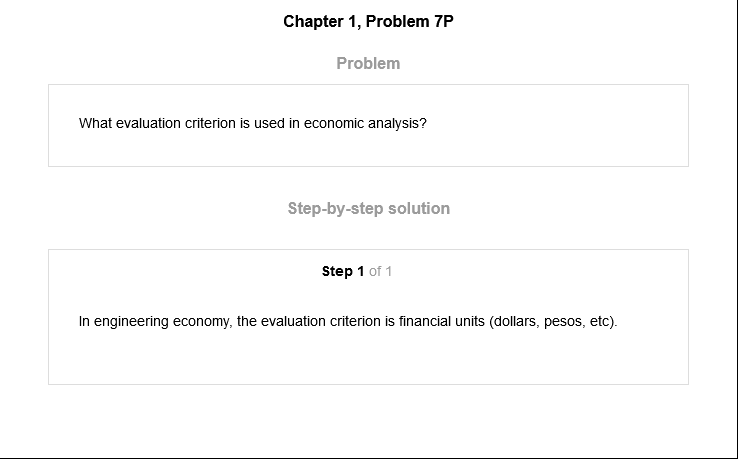 Chapter 1, Problem 7P
Problem
What evaluation criterion is used in economic analysis?
Step-by-step solution
Step 1 of 1
In engineering economy, the evaluation criterion is financial units (dollars, pesos, etc).